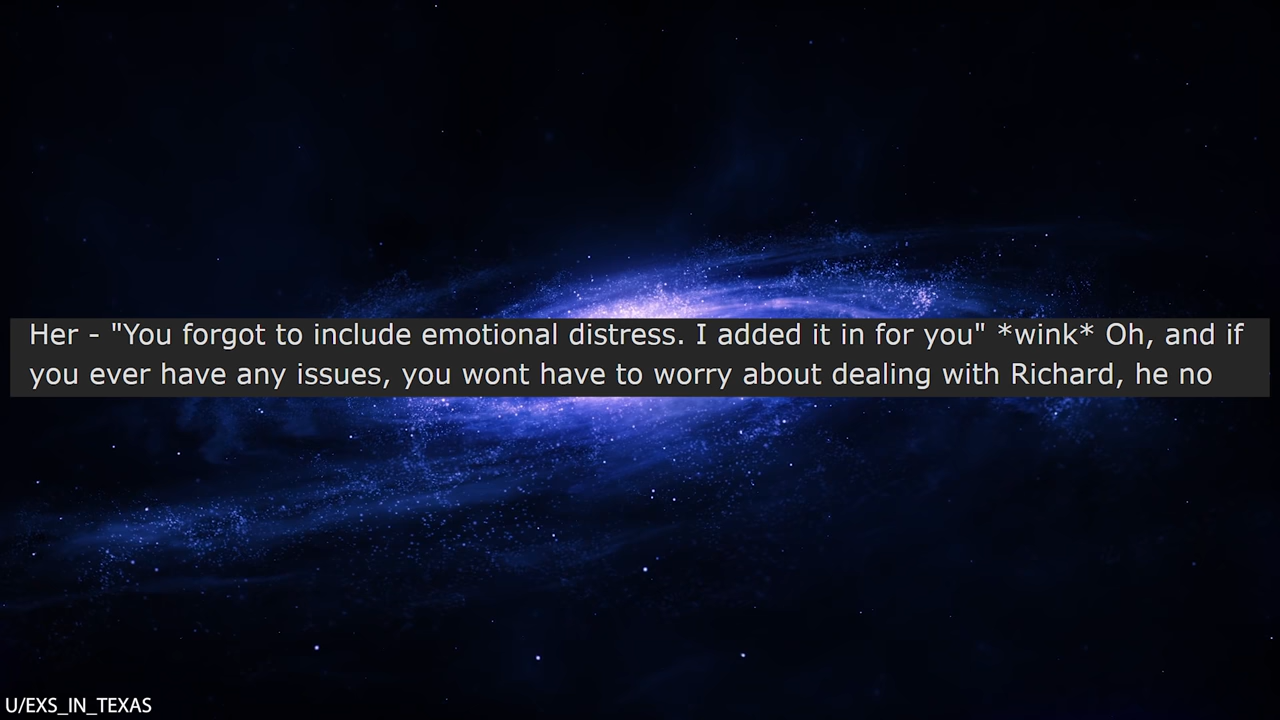 Her - "You forgot to include emotional distress. I added it in for you" *wink* Oh, and if
you ever have any issues, you wont have to worry about dealing with Richard, he no
U/EXS_IN_TEXAS